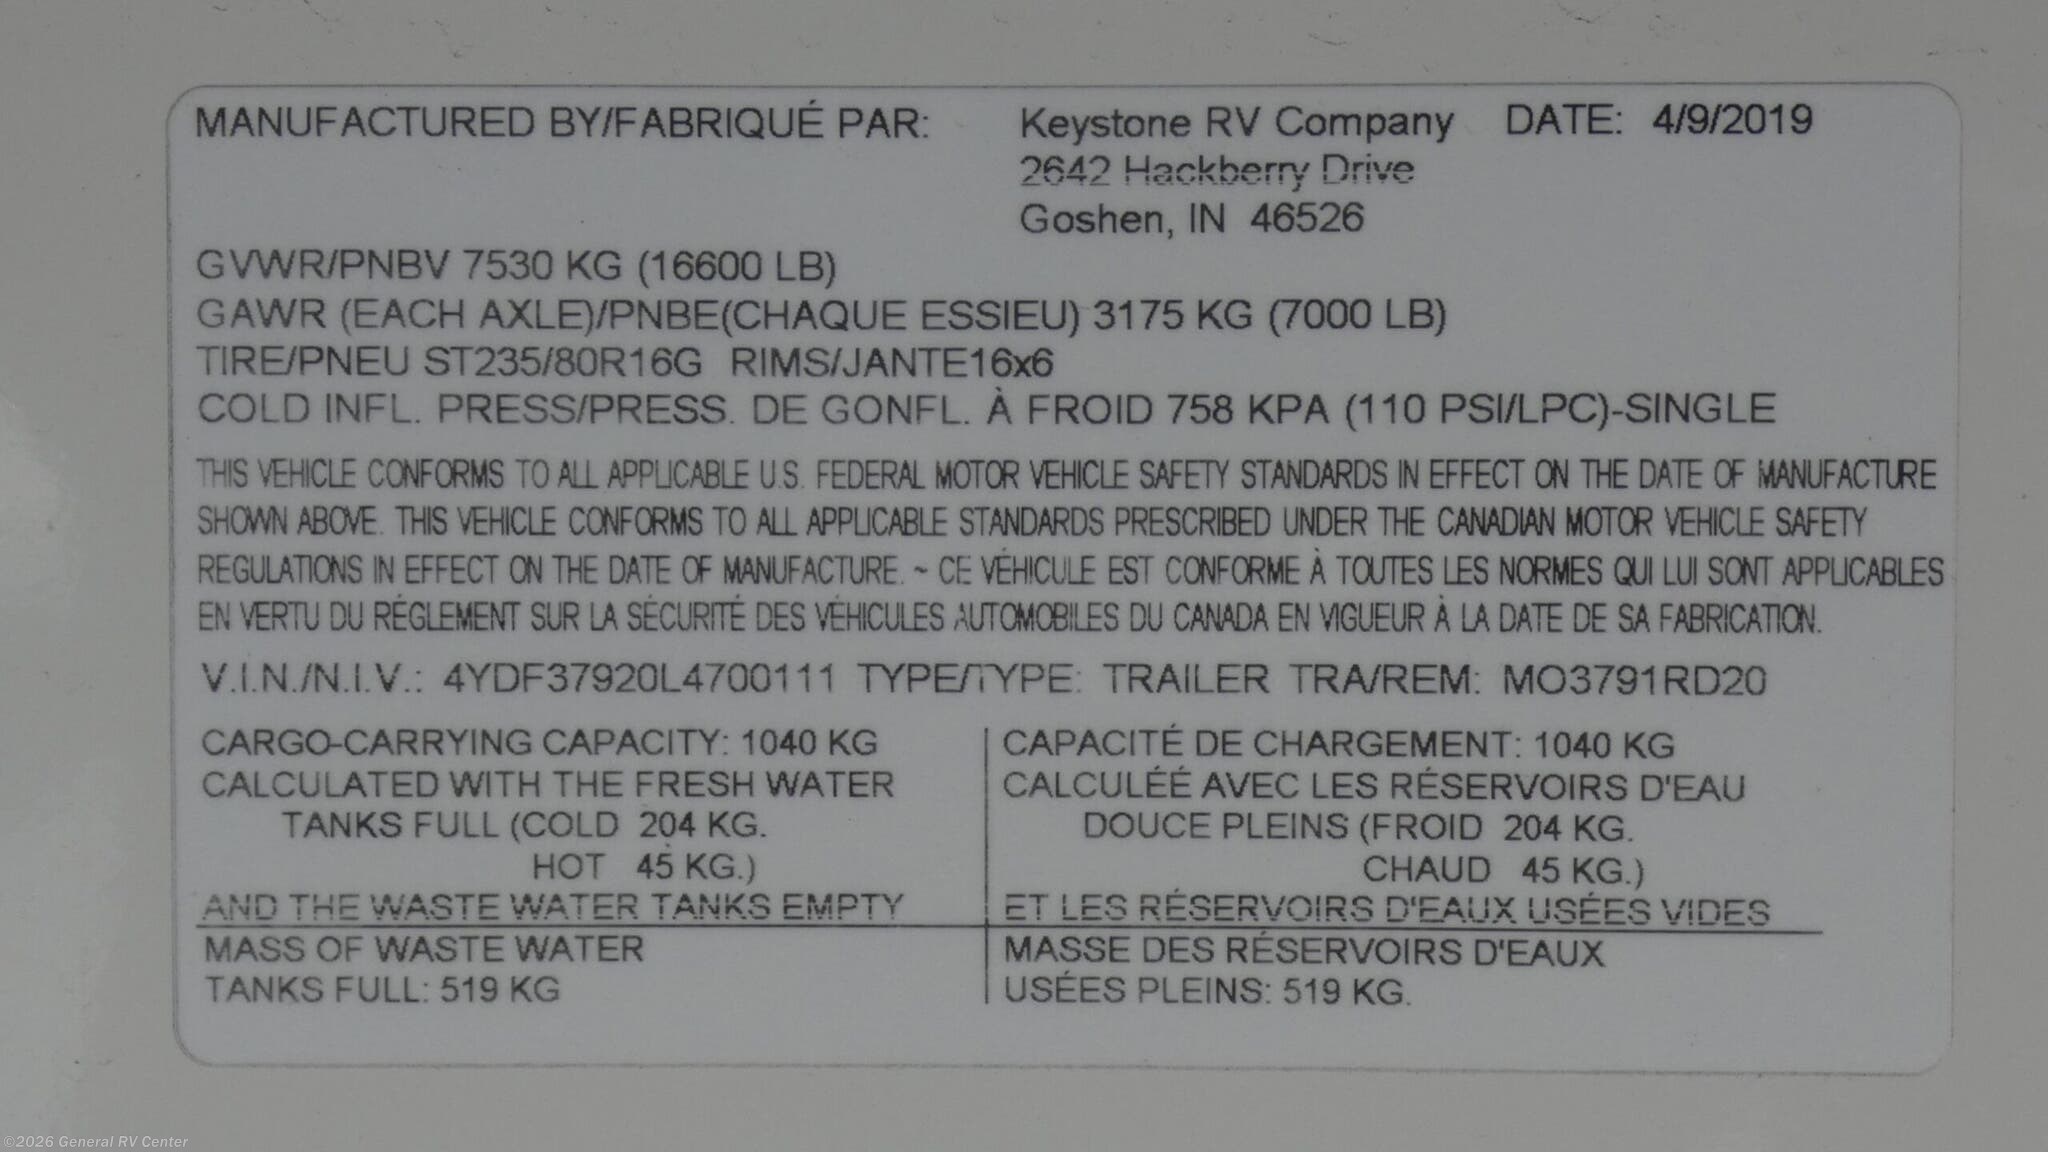 MANUFACTURED BY/FABRIQUÉ PAR: Keystone RV Company DATE: 4/9/2019
2642 Hackberry Drive
Goshen, IN 46526
GVWR/PNBV 7530 KG (16600 LB)
GAWR (EACH AXLE)/PNBE(CHAQUE ESSIEU) 3175 KG (7000 LB)
TIRE/PNEU ST235/80R16G RIMS/JANTE16x6
COLD INFL. PRESS/PRESS. DE GONFL. À FROID 758 KPA (110 PSI/LPC)-SINGLE
THIS VEHICLE CONFORMS TO ALL APPLICABLE U.S. FEDERAL MOTOR VEHICLE SAFETY STANDARDS IN EFFECT ON THE DATE OF MANUFACTURE
SHOWN ABOVE. THIS VEHICLE CONFORMS TO ALL APPLICABLE STANDARDS PRESCRIBED UNDER THE CANADIAN MOTOR VEHICLE SAFETY
REGULATIONS IN EFFECT ON THE DATE OF MANUFACTURE. ~ CE VÉHICULE EST CONFORME À TOUTES LES NORMES QUI LUI SONT APPLICABLES
EN VERTU DU RÉGLEMENT SUR LA SÉCURITÉ DES VÉHICULES AUTOMOBILES DU CANADA EN VIGUEUR À LA DATE DE SA FABRICATION.
V.I.N./N.I.V.: 4YDF37920L4700111 TYPE/TYPE: TRAILER TRA/REM: MO3791RD20
CARGO-CARRYING CAPACITY: 1040 KG
CALCULATED WITH THE FRESH WATER
TANKS FULL (COLD 204 KG.
HOT 45 KG.)
AND THE WASTE WATER TANKS EMPTY
MASS OF WASTE WATER
TANKS FULL: 519 KG
CAPACITÉ DE CHARGEMENT: 1040 KG
CALCULÉÉ AVEC LES RÉSERVOIRS D'EAU
DOUCE PLEINS (FROID 204 KG.
CHAUD 45 KG.)
ET LES RÉSERVOIRS D'EAUX USÉES VIDES
MASSE DES RÉSERVOIRS D'EAUX
USÉES PLEINS: 519 KG.
©2026 General RV Center